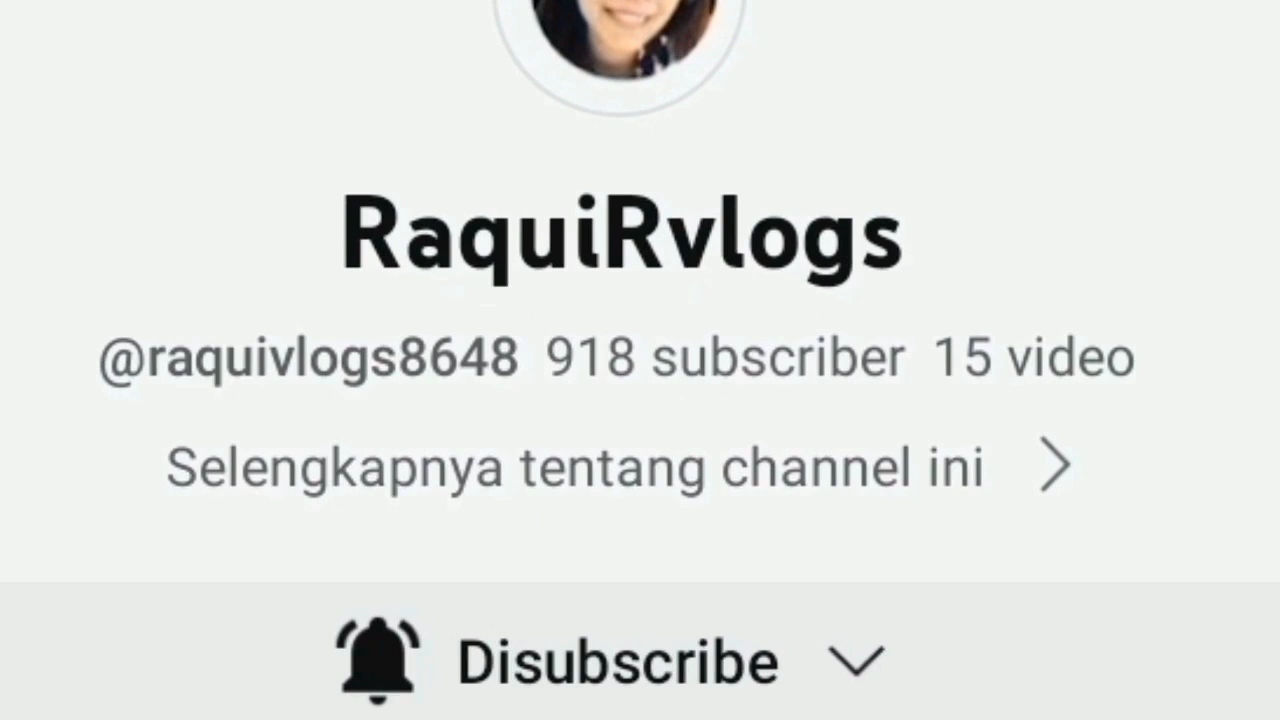 RaquiRvlogs
@raquivlogs8648 918 subscriber 15 video
Selengkapnya tentang channel ini
Disubscribe